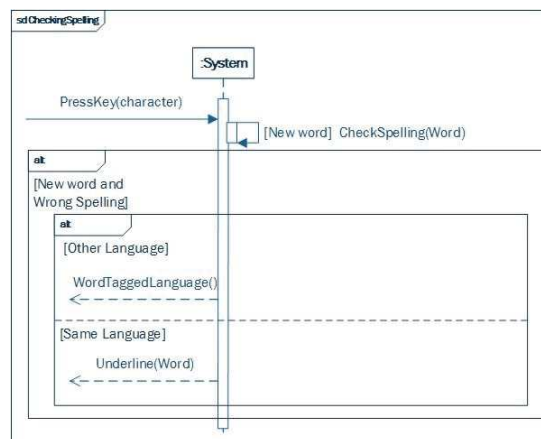 sd CheckingSpelling
:System
PressKey(character)
[New word] CheckSpelling(Word)
alt
[New word and
Wrong Spelling]
alt
[Other Language]
WordTaggedLanguage()
[Same Language]
Underline(Word)